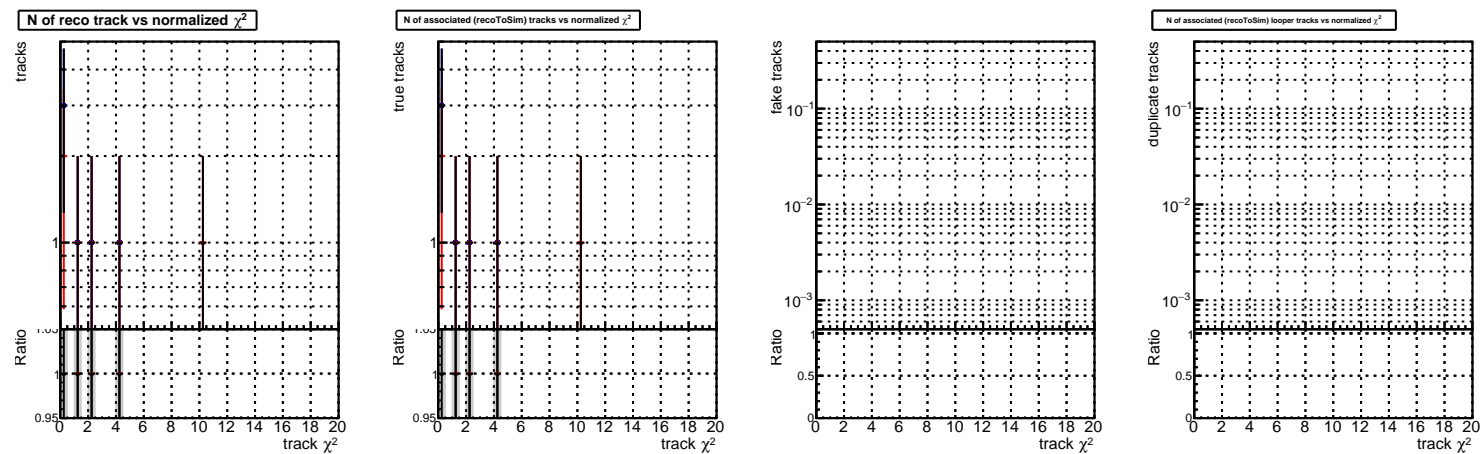 N of reco track vs normalized χ²
tracks
1
Ratio
1
0.95
0 2 4 6 8 10 12 14 16 18 20
track χ²
N of associated (recoToSim) tracks vs normalized χ²
true tracks
1
Ratio
1
0.95
0 2 4 6 8 10 12 14 16 18 20
track χ²
fake tracks
10⁻¹
10⁻²
10⁻³
Ratio
1
0.5
0
0 2 4 6 8 10 12 14 16 18 20
track χ²
N of associated (recoToSim) looper tracks vs normalized χ²
duplicate tracks
10⁻¹
10⁻²
10⁻³
Ratio
1
0.5
0
0 2 4 6 8 10 12 14 16 18 20
track χ²